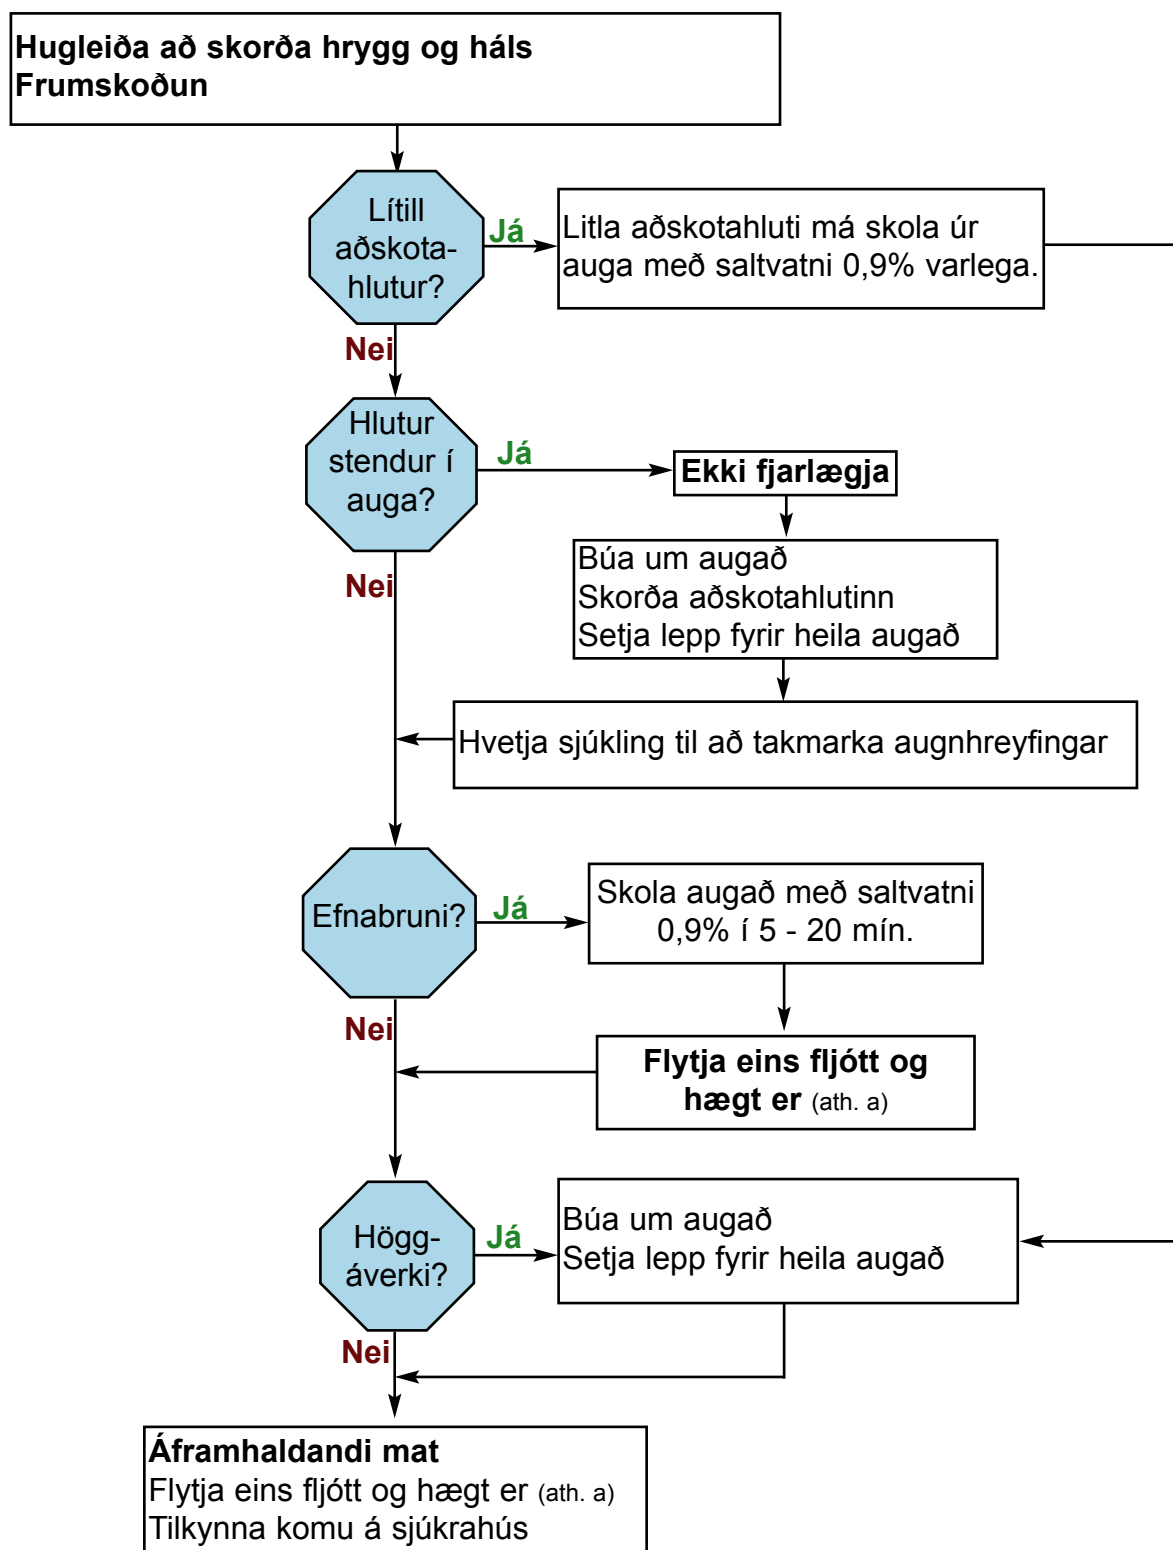 Hugleiða að skorða hrygg og háls
Frumskoðun
Lítill
aðskota-
hlutur?
Já
Litla aðskotahluti má skola úr
auga með saltvatni 0,9% varlega.
Nei
Hlutur
stendur í
auga?
Já
Ekki fjarlægja
Búa um augað
Skorða aðskotahlutinn
Setja lepp fyrir heila augað
Nei
Hvetja sjúkling til að takmarka augnhreyfingar
Efnabruni?
Já
Skola augað með saltvatni
0,9% í 5 - 20 mín.
Nei
Flytja eins fljótt og
hægt er (ath. a)
Högg-
áverki?
Já
Búa um augað
Setja lepp fyrir heila augað
Nei
Áframhaldandi mat
Flytja eins fljótt og hægt er (ath. a)
Tilkynna komu á sjúkrahús